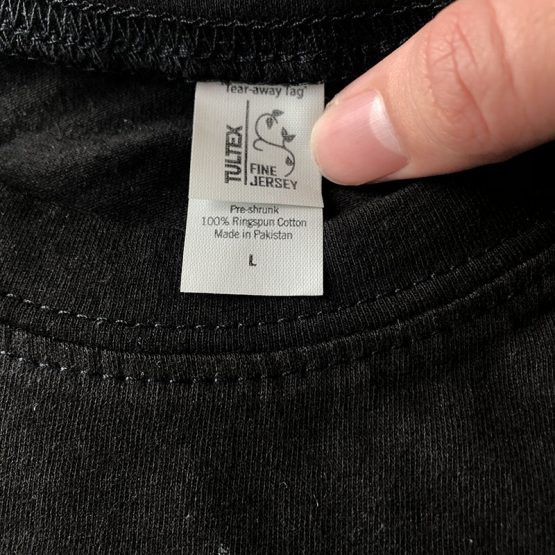 Tear-away Tag
TULTEX
FINE
JERSEY
Pre-shrunk
100% Ringspun Cotton
Made in Pakistan
L